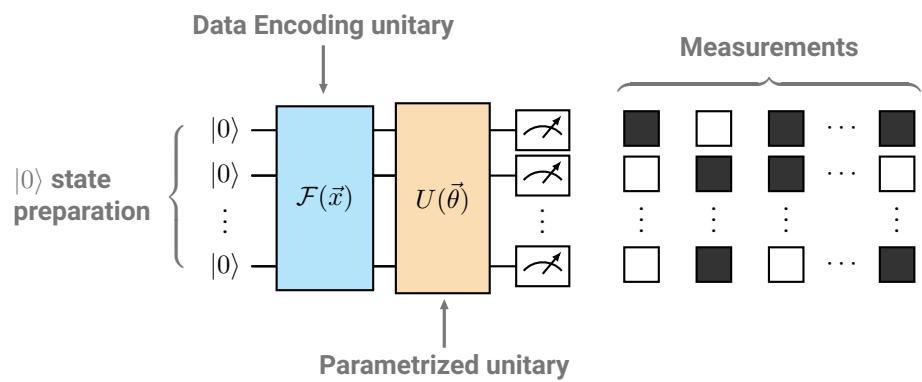 Data Encoding unitary
Measurements
|0⟩ state
preparation
|0⟩
|0⟩
⋮
|0⟩
ℱ(x⃗)
U(θ⃗)
···
···
⋮ ⋮ ⋮ ⋮
···
Parametrized unitary